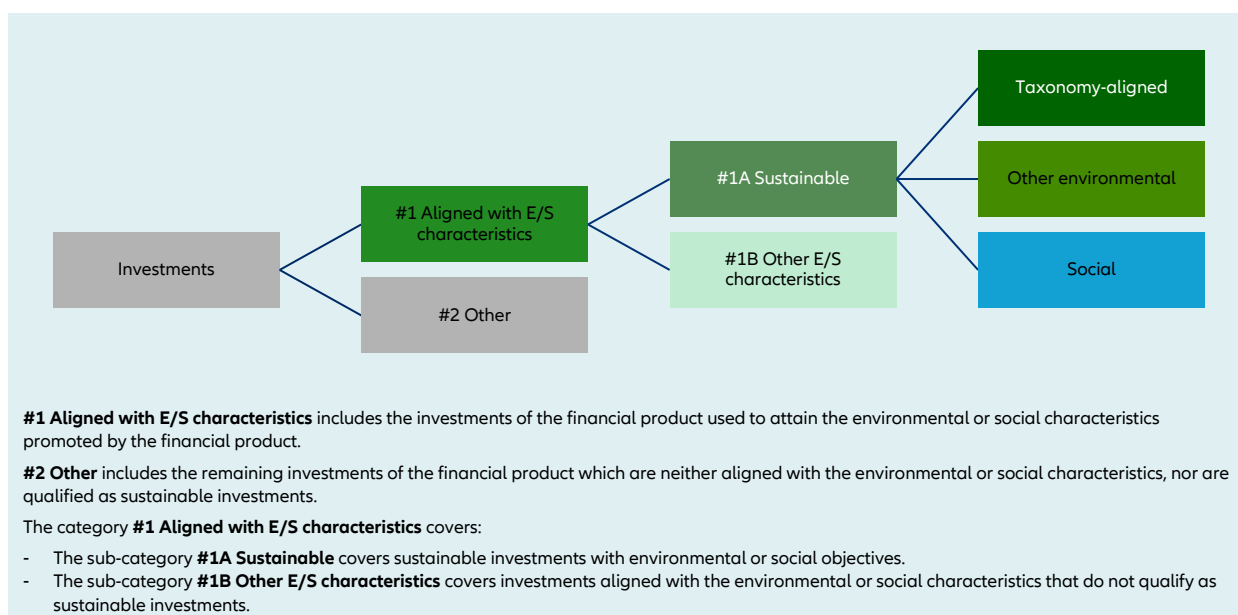 Taxonomy-aligned
#1A Sustainable
Other environmental
#1 Aligned with E/S
characteristics
#1B Other E/S
characteristics
Investments
Social
#2 Other
#1 Aligned with E/S characteristics includes the investments of the financial product used to attain the environmental or social characteristics
promoted by the financial product.
#2 Other includes the remaining investments of the financial product which are neither aligned with the environmental or social characteristics, nor are
qualified as sustainable investments.
The category #1 Aligned with E/S characteristics covers:
- The sub-category #1A Sustainable covers sustainable investments with environmental or social objectives.
- The sub-category #1B Other E/S characteristics covers investments aligned with the environmental or social characteristics that do not qualify as
sustainable investments.